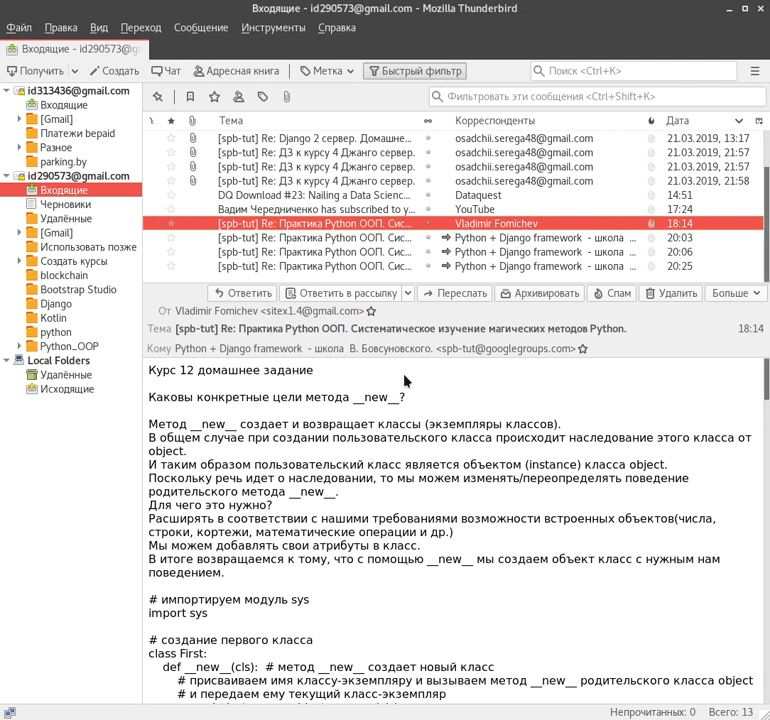 Входящие - id290573@gmail.com - Mozilla Thunderbird
Файл Правка Вид Переход Сообщение Инструменты Справка
Входящие - id290573@g
Получить Создать Чат Адресная книга Метка Быстрый фильтр Поиск <Ctrl+K>
id313436@gmail.com
Входящие
[Gmail]
Платежи bepaid
Разное
parking.by
id290573@gmail.com
Входящие
Черновики
Удалённые
[Gmail]
Использовать позже
Создать курсы
blockchain
Bootstrap Studio
Django
Kotlin
python
Python_OOP
Local Folders
Удалённые
Исходящие
Фильтровать эти сообщения <Ctrl+Shift+K>
Тема Корреспонденты Дата
[spb-tut] Re: Django 2 сервер. Домашне... osadchii.serega48@gmail.com 21.03.2019, 13:17
[spb-tut] Re: ДЗ к курсу 4 Джанго сервер. osadchii.serega48@gmail.com 21.03.2019, 21:57
[spb-tut] Re: ДЗ к курсу 4 Джанго сервер. osadchii.serega48@gmail.com 21.03.2019, 21:57
[spb-tut] Re: ДЗ к курсу 4 Джанго сервер. osadchii.serega48@gmail.com 21.03.2019, 21:58
DQ Download #23: Nailing a Data Scienc... Dataquest 14:51
Вадим Чередниченко has subscribed to y... YouTube 17:24
[spb-tut] Re: Практика Python ООП. Сис... Vladimir Fomichev 18:14
[spb-tut] Re: Практика Python ООП. Сис... Python + Django framework - школа ... 20:03
[spb-tut] Re: Практика Python ООП. Сис... Python + Django framework - школа ... 20:06
[spb-tut] Re: Практика Python ООП. Сис... Python + Django framework - школа ... 20:25
Ответить Ответить в рассылку Переслать Архивировать Спам Удалить Больше
От Vladimir Fomichev <sitex1.4@gmail.com>
Тема [spb-tut] Re: Практика Python ООП. Систематическое изучение магических методов Python. 18:14
Кому Python + Django framework - школа В. Бовсуновского. <spb-tut@googlegroups.com>
Курс 12 домашнее задание
Каковы конкретные цели метода __new__?
Метод __new__ создает и возвращает классы (экземпляры классов).
В общем случае при создании пользовательского класса происходит наследование этого класса от
object.
И таким образом пользовательский класс является объектом (instance) класса object.
Поскольку речь идет о наследовании, то мы можем изменять/переопределять поведение
родительского метода __new__.
Для чего это нужно?
Расширять в соответствии с нашими требованиями возможности встроенных объектов(числа,
строки, кортежи, математические операции и др.)
Мы можем добавлять свои атрибуты в класс.
В итоге возвращаемся к тому, что с помощью __new__ мы создаем объект класс с нужным нам
поведением.
# импортируем модуль sys
import sys
# создание первого класса
class First:
def __new__(cls): # метод __new__ создает новый класс
# присваиваем имя классу-экземпляру и вызываем метод __new__ родительского класса object
# и передаем ему текущий класс-экземпляр
Непрочитанных: 0 Всего: 13